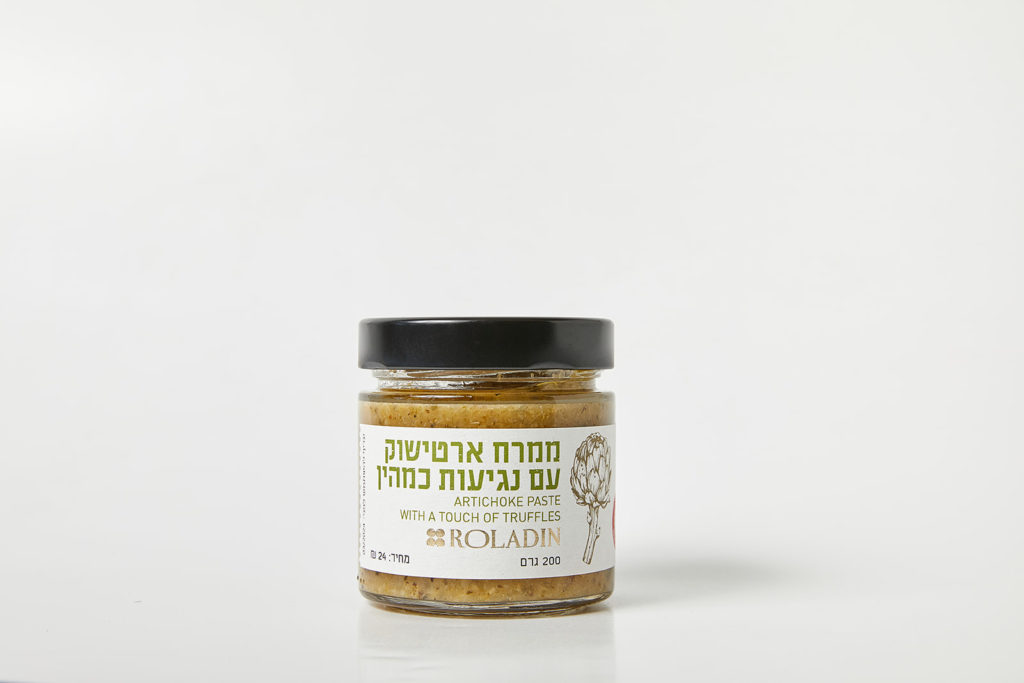 ממרח ארטישוק
עם נגיעות כמהין
ARTICHOKE PASTE
WITH A TOUCH OF TRUFFLES
ROLADIN
200 גרם
מחיר: 24 ₪